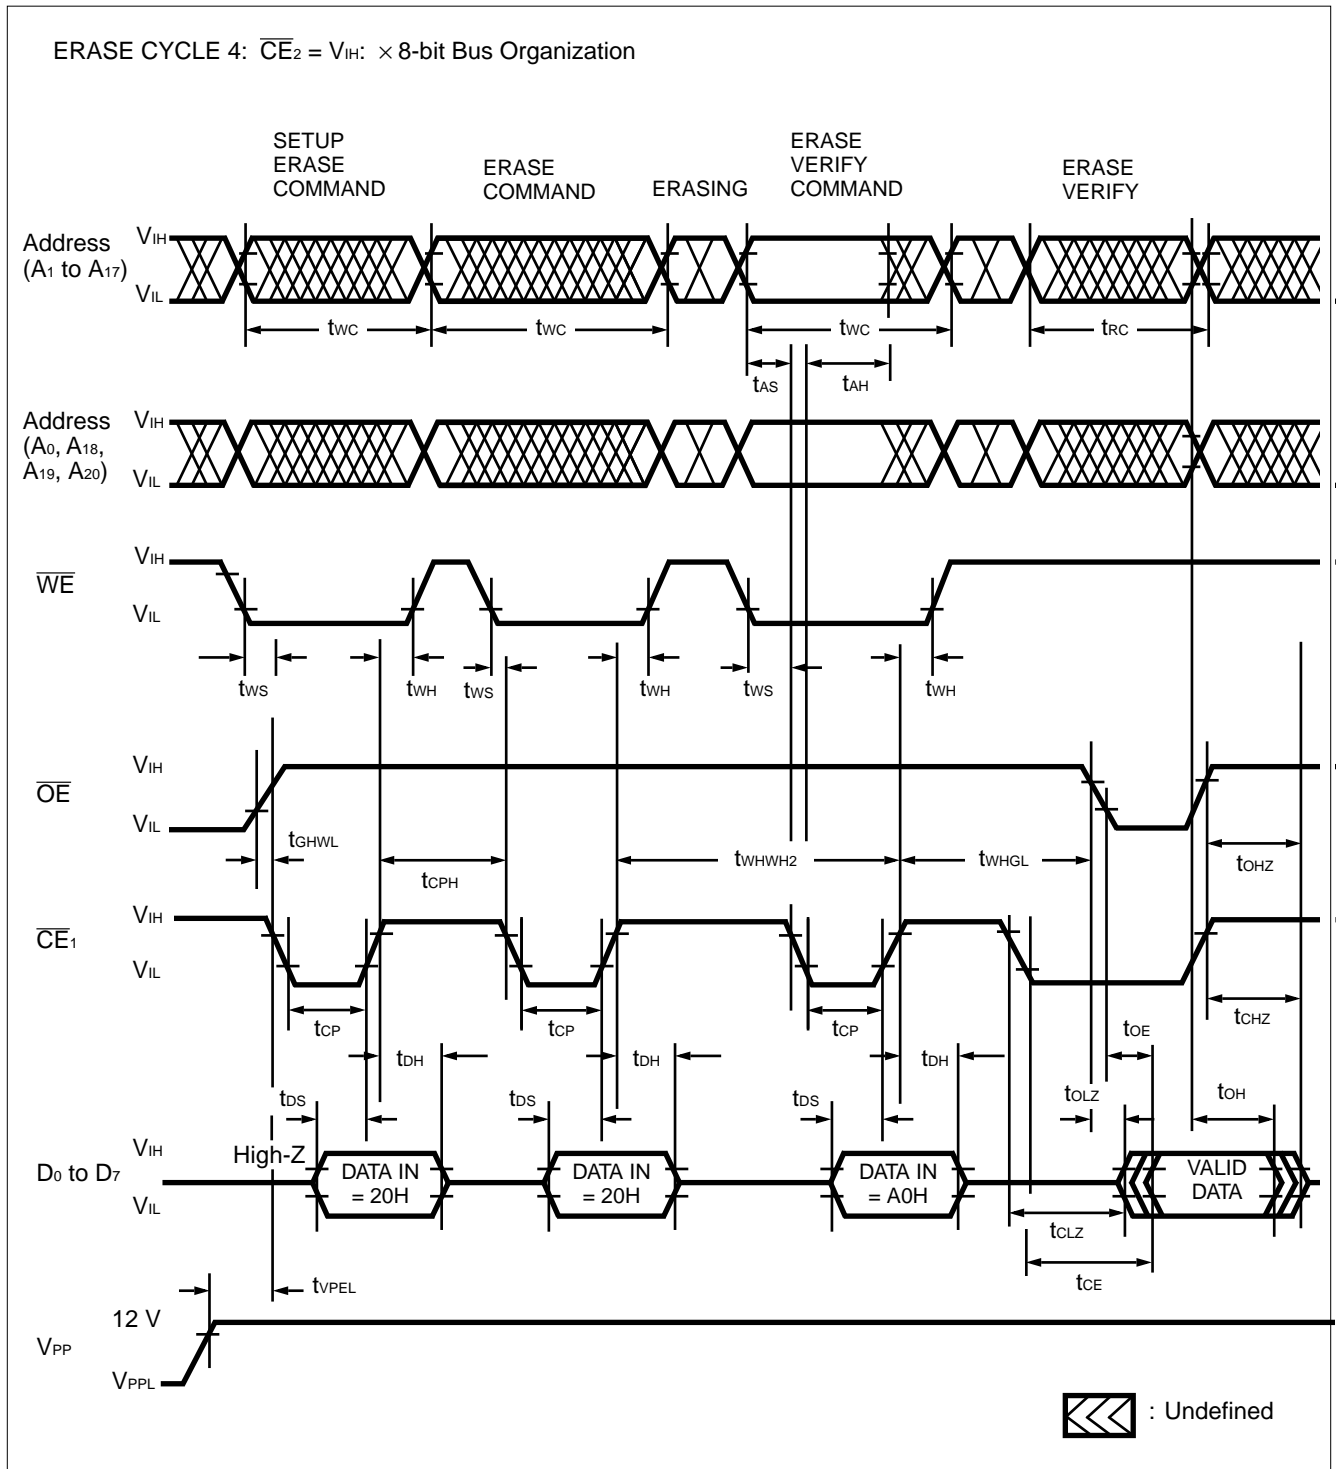 ERASE CYCLE 4: CE2 = VIH: × 8-bit Bus Organization
SETUP
ERASE
COMMAND
ERASE
COMMAND
ERASING
ERASE
VERIFY
COMMAND
ERASE
VERIFY
Address
(A1 to A17)
VIH
VIL
tWC
tWC
tWC
tRC
tAS
tAH
Address
(A0, A18,
A19, A20)
VIH
VIL
WE
VIH
VIL
tWS
tWH
tWS
tWH
tWS
tWH
OE
VIH
VIL
tGHWL
tCPH
tWHWH2
tWHGL
tOHZ
CE1
VIH
VIL
tCP
tCP
tCP
tCHZ
tOE
tDH
tDH
tDH
tDS
tDS
tDS
tOLZ
tOH
D0 to D7
VIH
VIL
High-Z
DATA IN
= 20H
DATA IN
= 20H
DATA IN
= A0H
VALID
DATA
tCLZ
tCE
tVPEL
VPP
12 V
VPPL
: Undefined